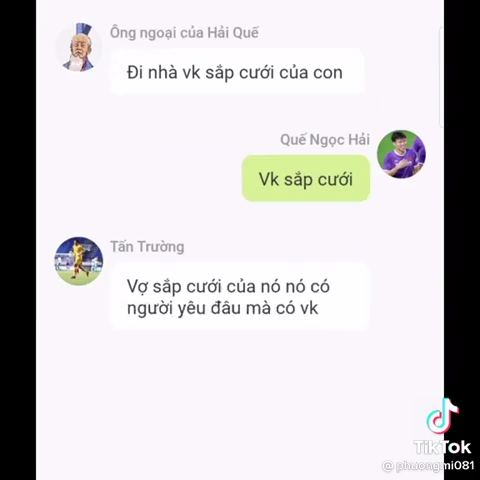 Ông ngoại của Hải Quế
Đi nhà vk sắp cưới của con
Quế Ngọc Hải
Vk sắp cưới
Tấn Trường
Vợ sắp cưới của nó nó có
người yêu đâu mà có vk
TikTok
@ phuongmi081